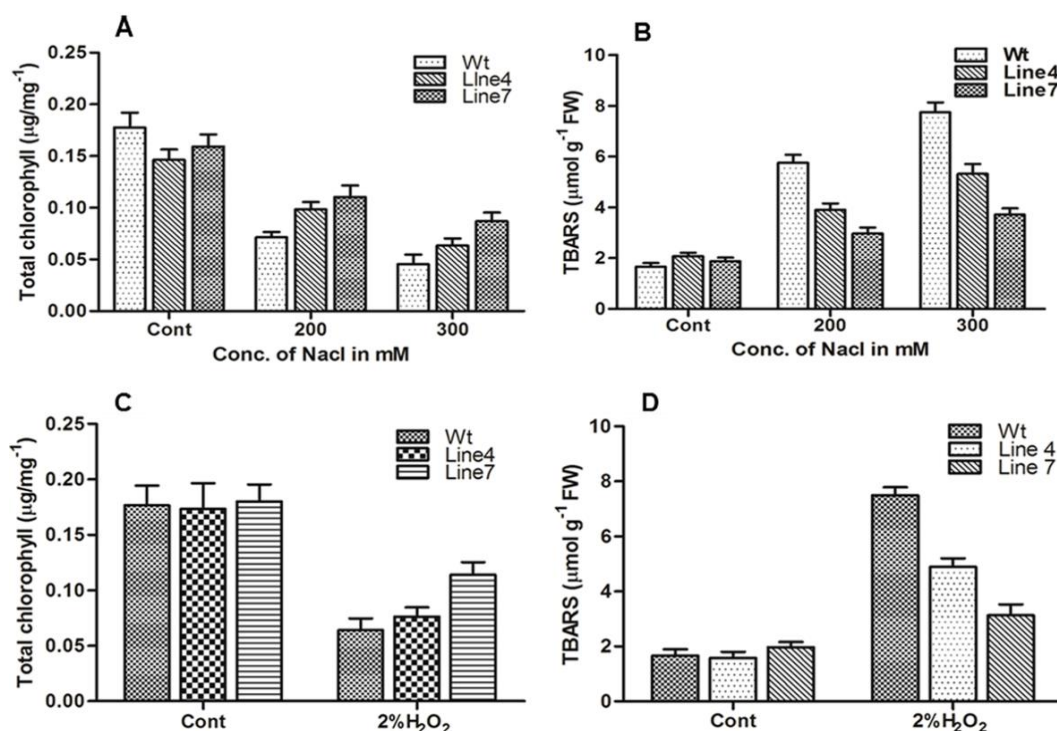 A
Total chlorophyll (μg/mg⁻¹)
0.25
0.20
0.15
0.10
0.05
0.00
Wt
LIne4
Line7
Cont
200
300
Conc. of Nacl in mM
B
TBARS (μmol g⁻¹ FW)
10
8
6
4
2
0
Wt
Line4
Line7
Cont
200
300
Conc. of Nacl in mM
C
Total chlorophyll (μg/mg⁻¹)
0.25
0.20
0.15
0.10
0.05
0.00
Wt
Line4
Line7
Cont
2%H₂O₂
D
TBARS (μmol g⁻¹ FW)
10
8
6
4
2
0
Wt
Line 4
Line 7
Cont
2%H₂O₂